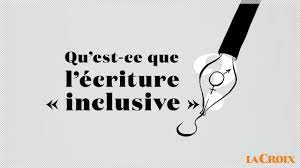 Qu'est-ce que
l'écriture
« inclusive »
LA CROIX